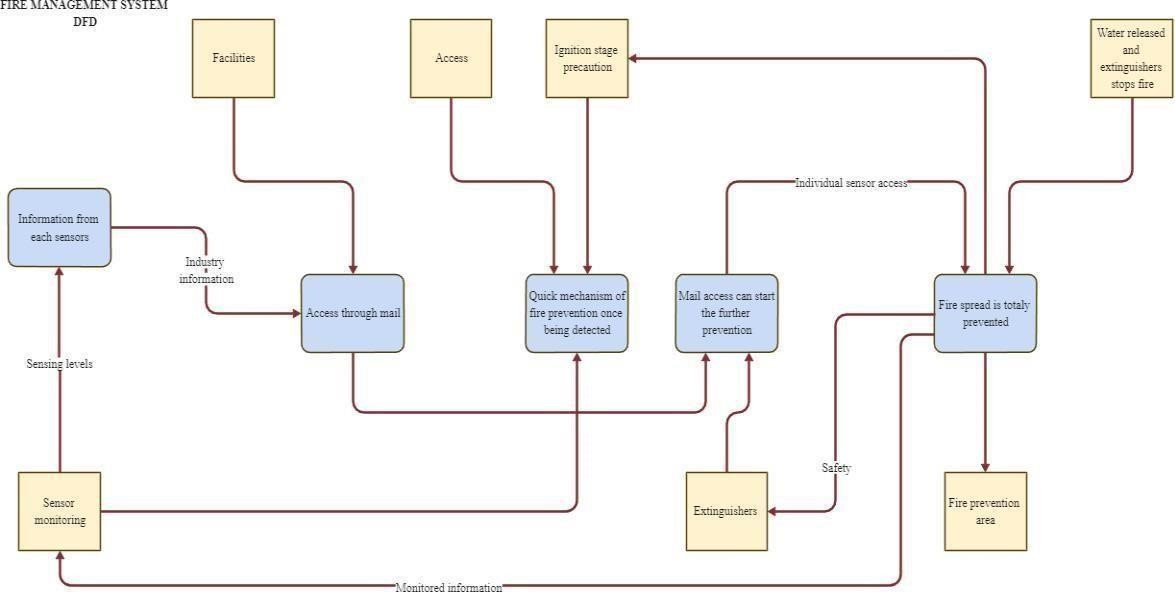 FIRE MANAGEMENT SYSTEM
DFD
Facilities
Access
Ignition stage
precaution
Water released
and
extinguishers
stops fire
Individual sensor access
Information from
each sensors
Industry
information
Access through mail
Quick mechanism of
fire prevention once
being detected
Mail access can start
the further
prevention
Fire spread is totaly
prevented
Sensing levels
Safety
Sensor
monitoring
Extinguishers
Fire prevention
area
Monitored information